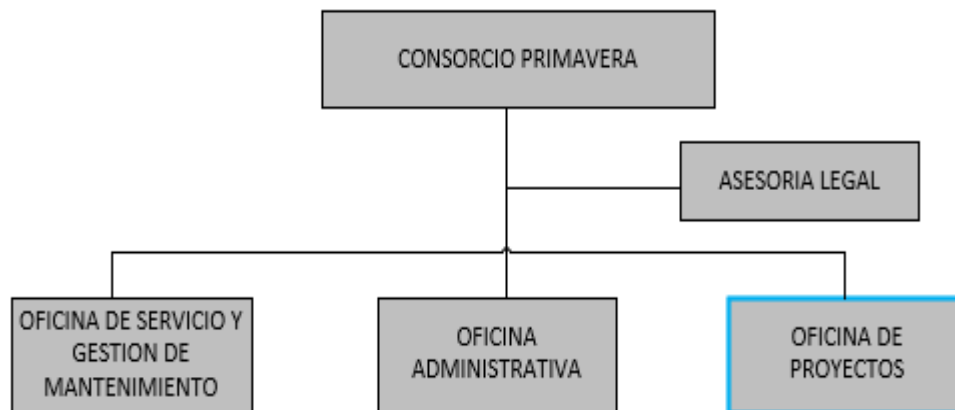 CONSORCIO PRIMAVERA
ASESORIA LEGAL
OFICINA DE SERVICIO Y
GESTION DE
MANTENIMIENTO
OFICINA
ADMINISTRATIVA
OFICINA DE
PROYECTOS